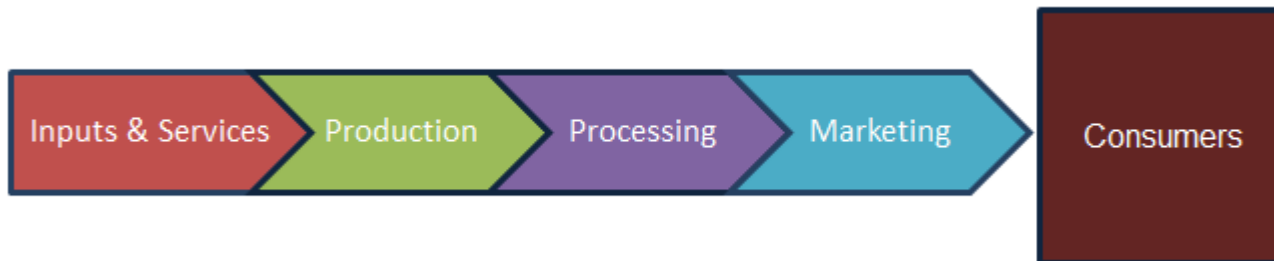 Inputs & Services
Production
Processing
Marketing
Consumers